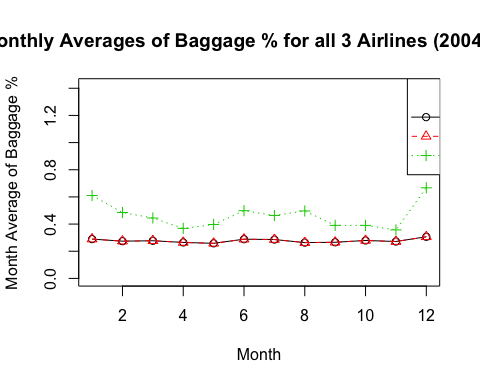 onthly Averages of Baggage % for all 3 Airlines (2004
Month Average of Baggage %
1.2
0.8
0.4
0.0
2 4 6 8 10 12
Month